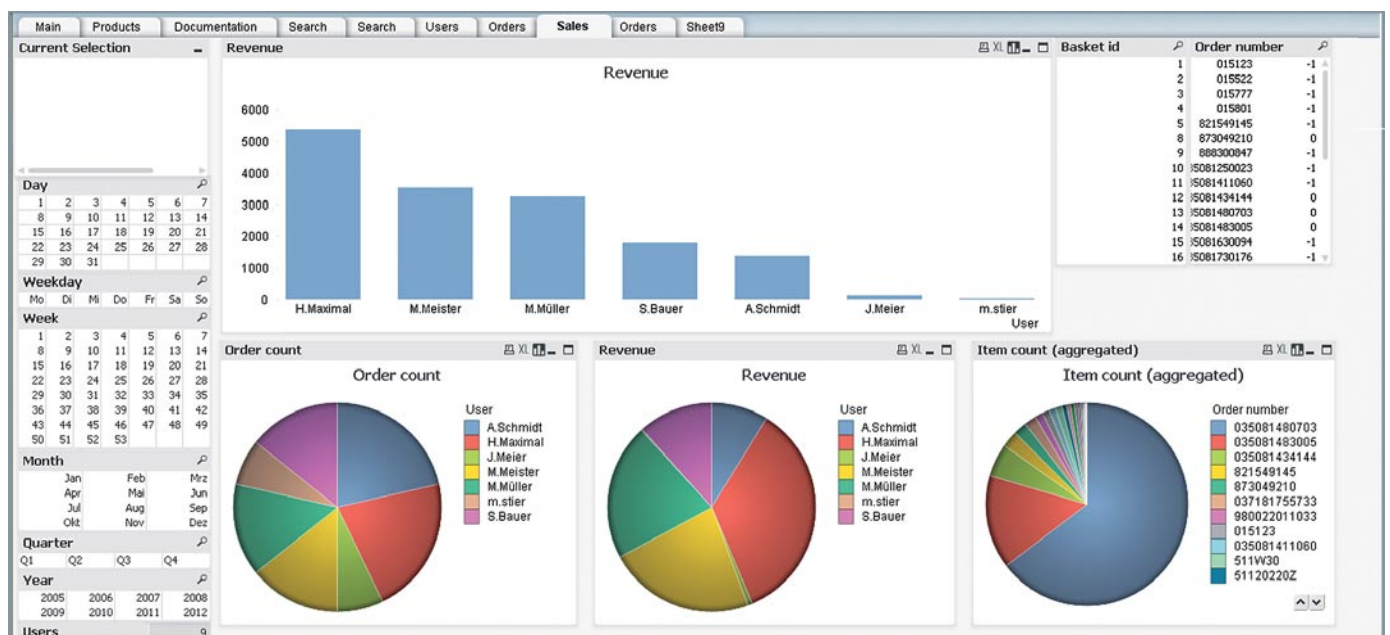 Main Products Documentation Search Search Users Orders Sales Orders Sheet9
Current Selection
Day
1 2 3 4 5 6 7
8 9 10 11 12 13 14
15 16 17 18 19 20 21
22 23 24 25 26 27 28
29 30 31
Weekday
Mo Di Mi Do Fr Sa So
Week
1 2 3 4 5 6 7
8 9 10 11 12 13 14
15 16 17 18 19 20 21
22 23 24 25 26 27 28
29 30 31 32 33 34 35
36 37 38 39 40 41 42
43 44 45 46 47 48 49
50 51 52 53
Month
Jan Feb Mrz
Apr Mai Jun
Jul Aug Sep
Okt Nov Dez
Quarter
Q1 Q2 Q3 Q4
Year
2005 2006 2007 2008
2009 2010 2011 2012
Users 9
Revenue XL
Revenue
6000
5000
4000
3000
2000
1000
0
H.Maximal M.Meister M.Müller S.Bauer A.Schmidt J.Meier m.stier
User
Basket id
1
2
3
4
5
8
9
10
11
12
13
14
15
16
Order number
015123 -1
015522 -1
015777 -1
015801 -1
821549145 -1
873049210 0
888300847 -1
35081250023 -1
35081411060 -1
35081434144 0
35081480703 0
35081483005 0
35081630094 -1
35081730176 -1
Order count XL
Order count
User
A.Schmidt
H.Maximal
J.Meier
M.Meister
M.Müller
m.stier
S.Bauer
Revenue XL
Revenue
User
A.Schmidt
H.Maximal
J.Meier
M.Meister
M.Müller
m.stier
S.Bauer
Item count (aggregated) XL
Item count (aggregated)
Order number
035081480703
035081483005
035081434144
821549145
873049210
037181755733
980022011033
015123
035081411060
511W30
51120220Z